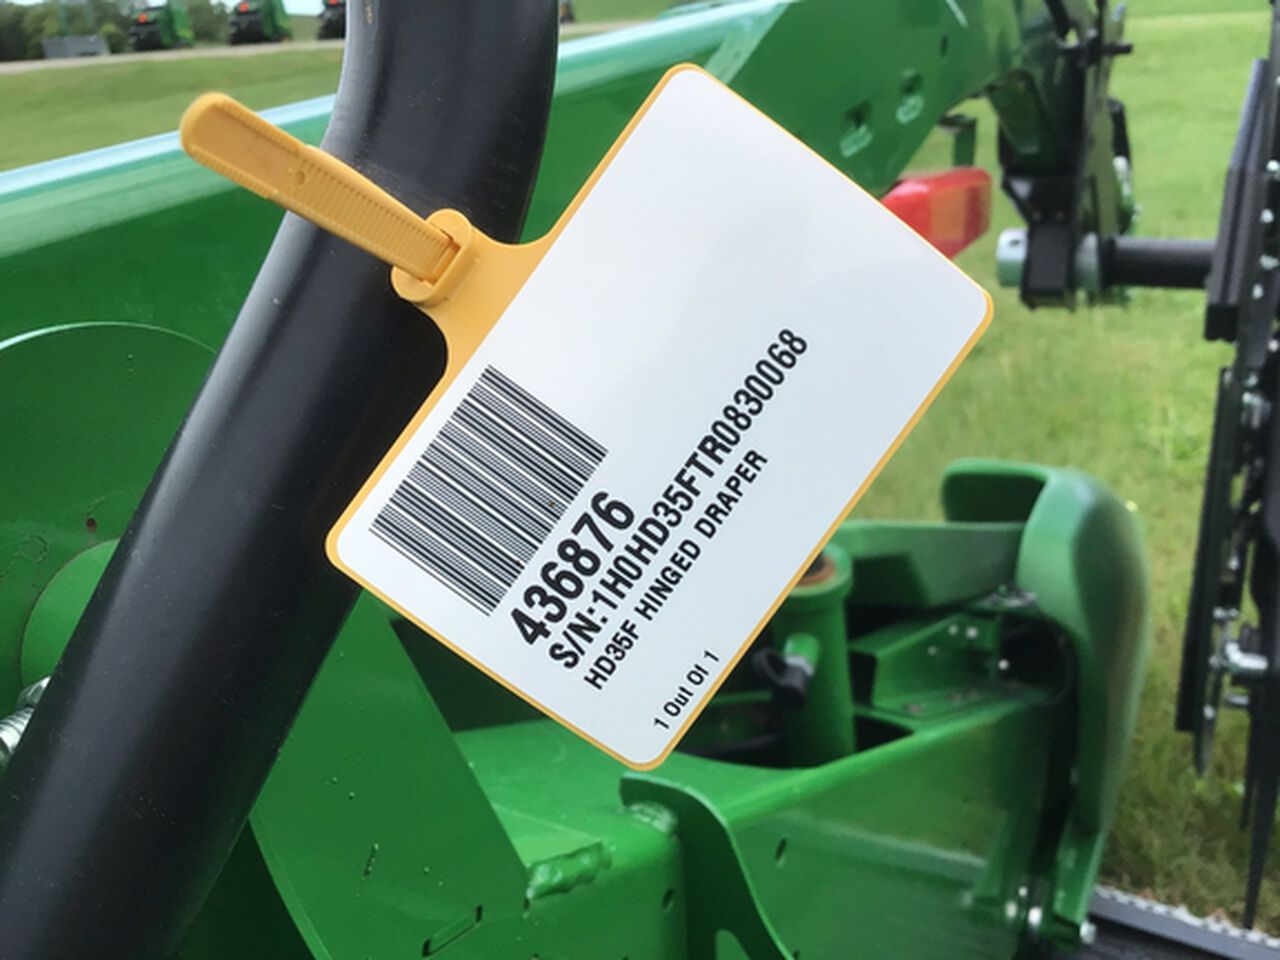 436876
S/N:1H0HD35FTR0830068
HD35F HINGED DRAPER
1 Out Of 1